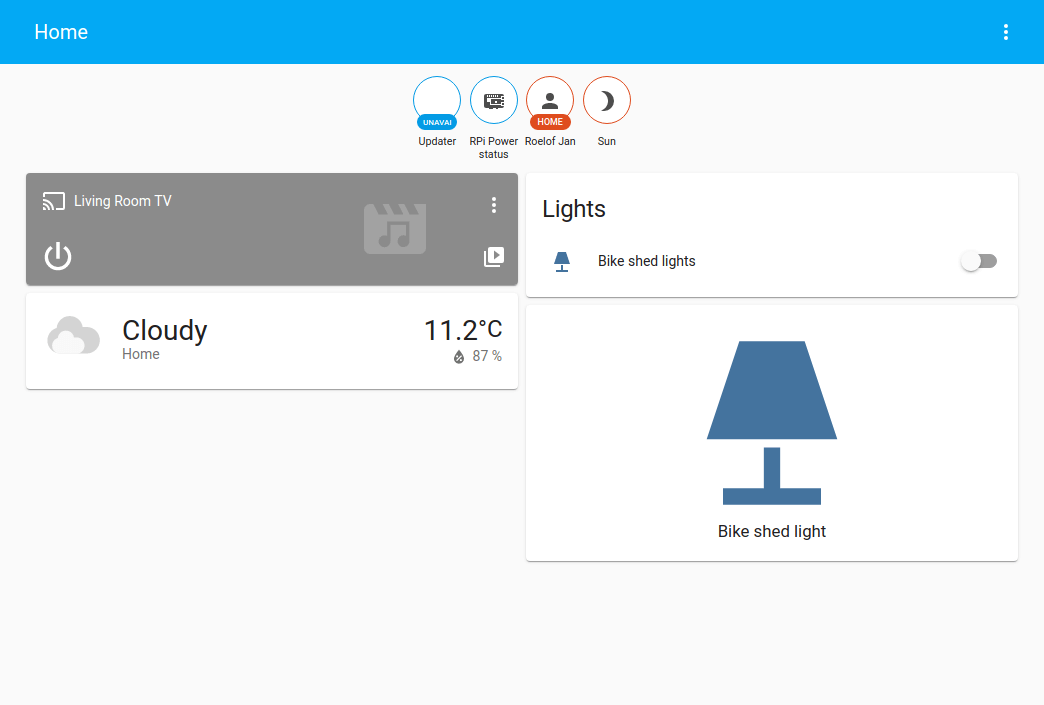 Home
UNAVAI
HOME
Updater
RPi Power
status
Roelof Jan
Sun
Living Room TV
Cloudy
Home
11.2°C
87 %
Lights
Bike shed lights
Bike shed light